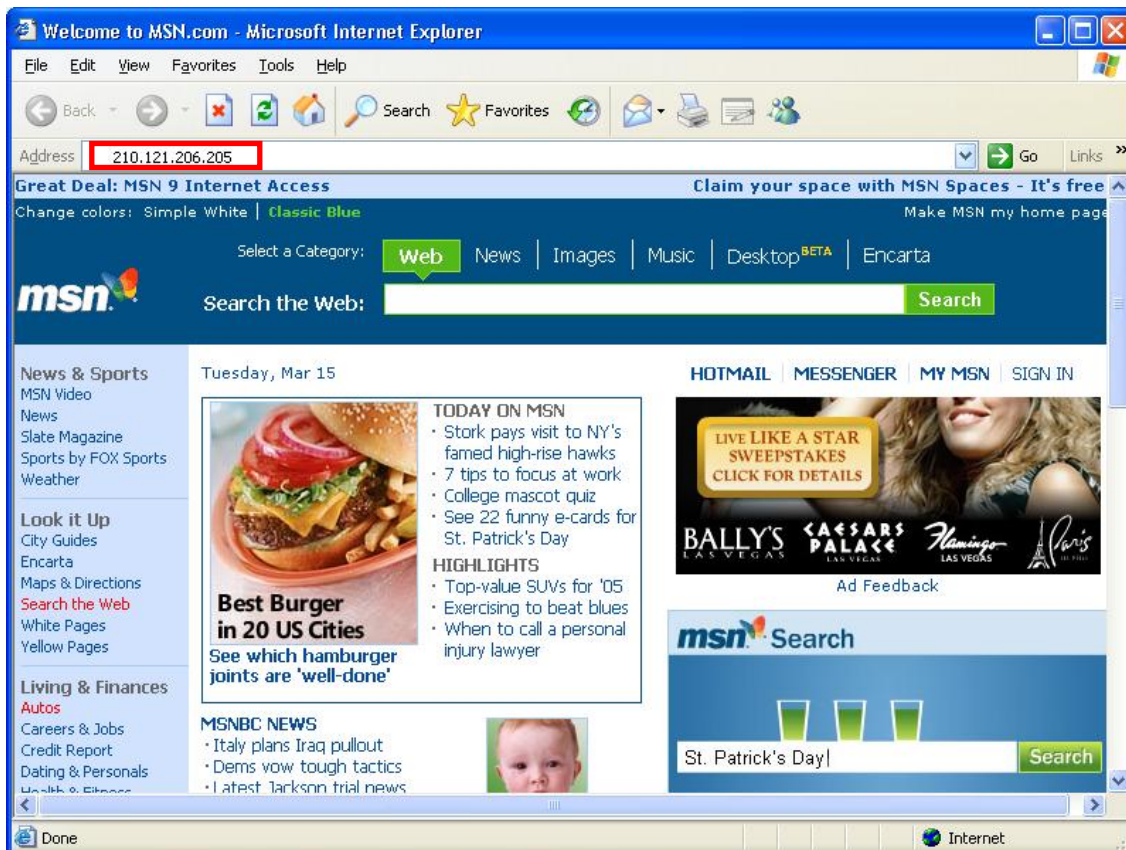 Welcome to MSN.com - Microsoft Internet Explorer
File Edit View Favorites Tools Help
Back Search Favorites
Address 210.121.206.205 Go Links »
Great Deal: MSN 9 Internet Access Claim your space with MSN Spaces - It's free
Change colors: Simple White | Classic Blue Make MSN my home page
Select a Category: Web News | Images | Music | Desktop BETA | Encarta
msn
Search the Web: Search
News & Sports
MSN Video
News
Slate Magazine
Sports by FOX Sports
Weather
Look it Up
City Guides
Encarta
Maps & Directions
Search the Web
White Pages
Yellow Pages
Living & Finances
Autos
Careers & Jobs
Credit Report
Dating & Personals
Health & Fitness
Tuesday, Mar 15
Best Burger
in 20 US Cities
See which hamburger
joints are 'well-done'
TODAY ON MSN
· Stork pays visit to NY's
famed high-rise hawks
· 7 tips to focus at work
· College mascot quiz
· See 22 funny e-cards for
St. Patrick's Day
HIGHLIGHTS
· Top-value SUVs for '05
· Exercising to beat blues
· When to call a personal
injury lawyer
MSNBC NEWS
· Italy plans Iraq pullout
· Dems vow tough tactics
· Latest Jackson trial news
HOTMAIL | MESSENGER | MY MSN | SIGN IN
LIVE LIKE A STAR
SWEEPSTAKES
CLICK FOR DETAILS
BALLY'S CAESARS Flamingo Paris
LAS VEGAS PALACE LAS VEGAS
LAS VEGAS
Ad Feedback
msn Search
St. Patrick's Day Search
Done Internet